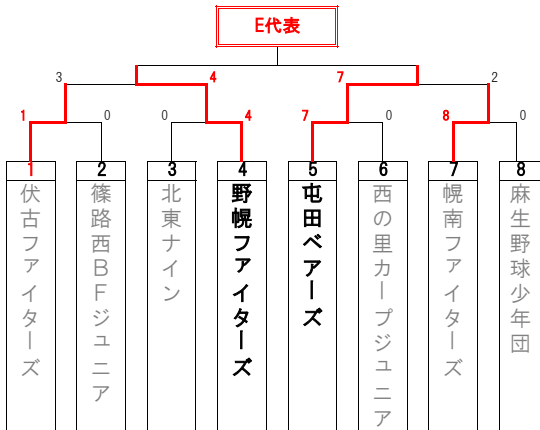 E代表
3 4 7 2
1 0 0 4 7 0 8 0
1 2 3 4 5 6 7 8
伏古ファイターズ
篠路西BFジュニア
北東ナイン
野幌ファイターズ
屯田ベアーズ
西の里カープジュニア
幌南ファイターズ
麻生野球少年団